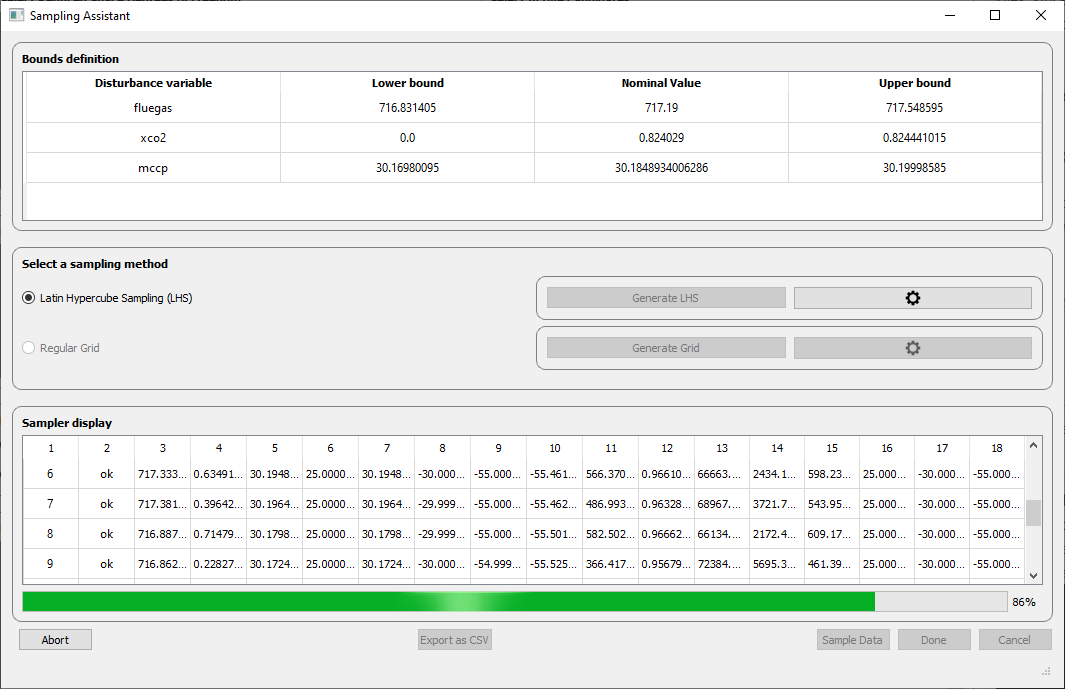 Sampling Assistant
Bounds definition
Disturbance variable Lower bound Nominal Value Upper bound
fluegas 716.831405 717.19 717.548595
xco2 0.0 0.824029 0.824441015
mccp 30.16980095 30.1848934006286 30.19998585
Select a sampling method
Latin Hypercube Sampling (LHS) Generate LHS
Regular Grid Generate Grid
Sampler display
1 2 3 4 5 6 7 8 9 10 11 12 13 14 15 16 17 18
6 ok 717.333... 0.63491... 30.1948... 25.0000... 30.1948... -30.000... -55.000... -55.461... 566.370... 0.96610... 66663.... 2434.1... 598.23... 25.000... -30.000... -55.000...
7 ok 717.381... 0.39642... 30.1964... 25.0000... 30.1964... -29.999... -55.000... -55.462... 486.993... 0.96328... 68967.... 3721.7... 543.95... 25.000... -30.000... -55.000...
8 ok 716.887... 0.71479... 30.1798... 25.0000... 30.1798... -29.999... -55.000... -55.501... 582.502... 0.96662... 66134.... 2172.4... 609.17... 25.000... -30.000... -55.000...
9 ok 716.862... 0.22827... 30.1724... 25.0000... 30.1724... -30.000... -54.999... -55.525... 366.417... 0.95679... 72384.... 5695.3... 461.39... 25.000... -30.000... -55.000...
86%
Abort Export as CSV Sample Data Done Cancel